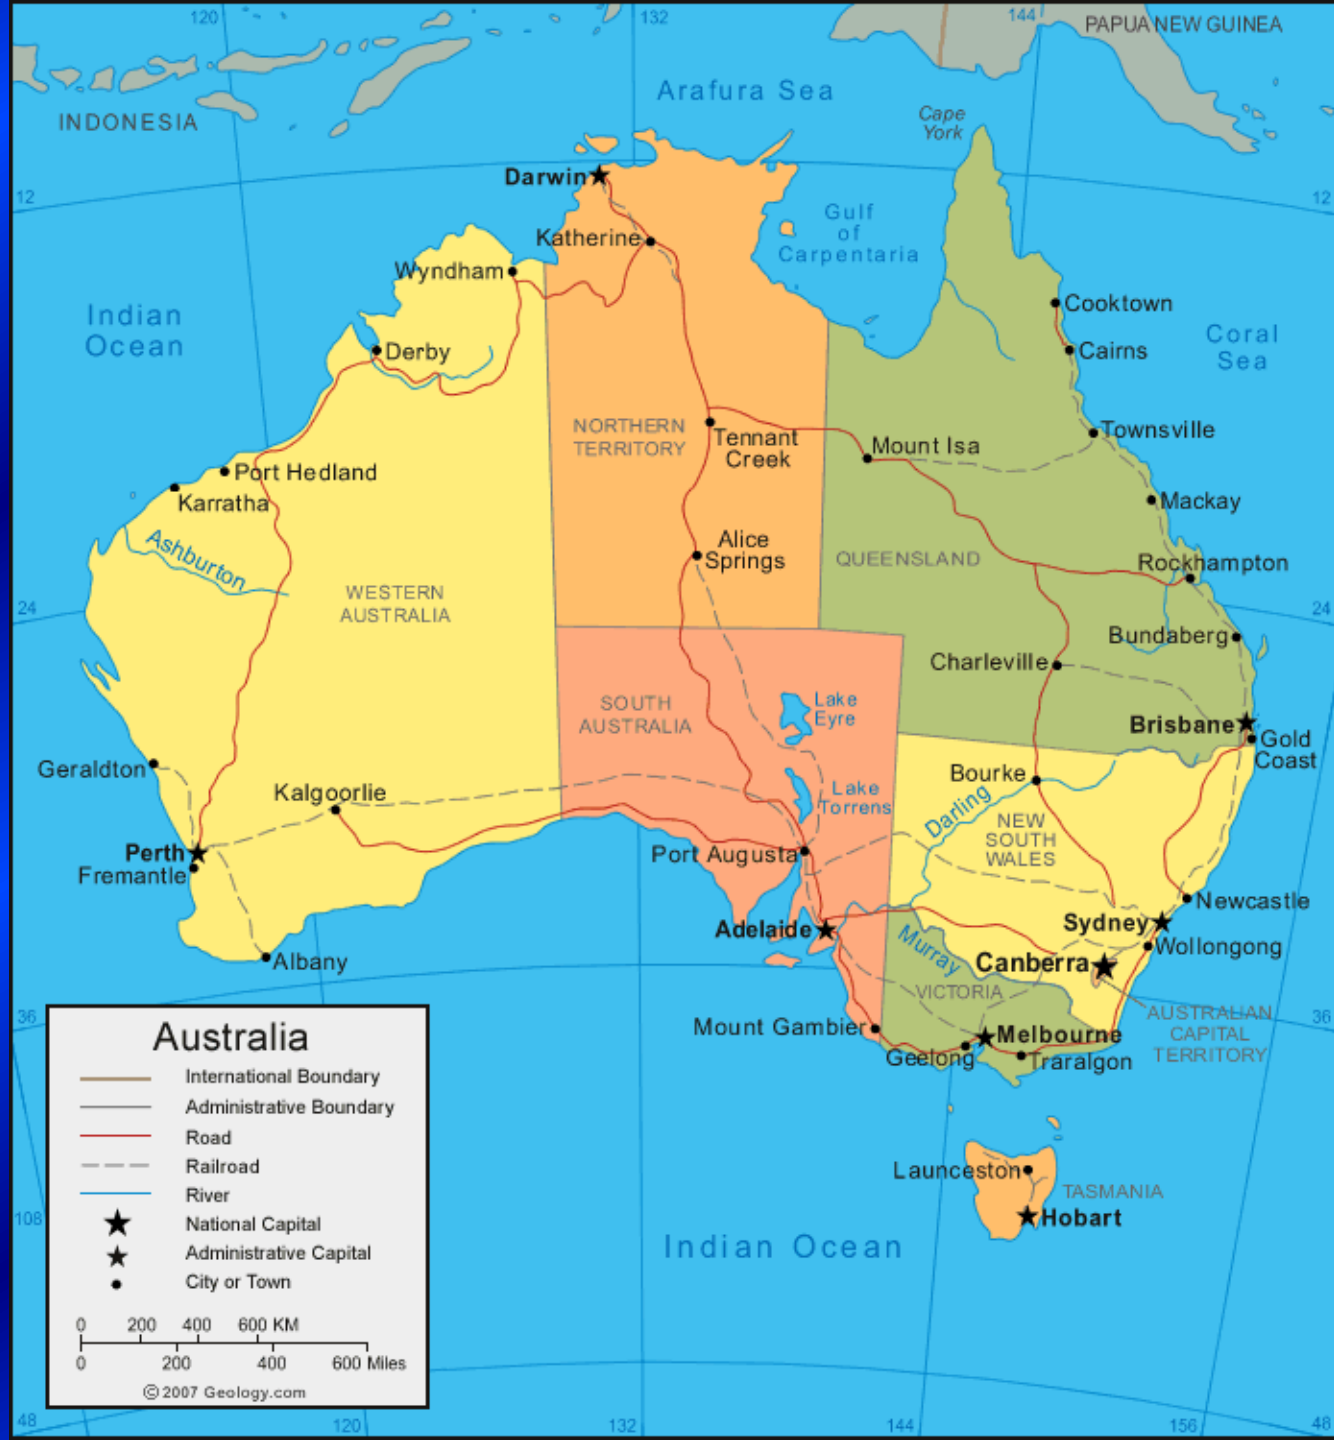 120
132
144
PAPUA NEW GUINEA
Arafura Sea
INDONESIA
Cape
York
Darwin
12
12
Gulf
of
Carpentaria
Katherine
Wyndham
Indian
Ocean
Cooktown
Coral
Sea
Derby
Cairns
NORTHERN
TERRITORY
Tennant
Creek
Mount Isa
Townsville
Port Hedland
Karratha
Mackay
Ashburton
Alice
Springs
QUEENSLAND
Rockhampton
WESTERN
AUSTRALIA
24
24
Bundaberg
Charleville
SOUTH
AUSTRALIA
Lake
Eyre
Brisbane
Gold
Coast
Geraldton
Kalgoorlie
Bourke
Lake
Torrens
Darling
NEW
SOUTH
WALES
Perth
Fremantle
Port Augusta
Newcastle
Adelaide
Sydney
Murray
Wollongong
Albany
Canberra
VICTORIA
36
36
AUSTRALIAN
CAPITAL
TERRITORY
Mount Gambier
Melbourne
Geelong
Traralgon
Launceston
TASMANIA
Hobart
108
Indian Ocean
Australia
International Boundary
Administrative Boundary
Road
Railroad
River
National Capital
Administrative Capital
City or Town
0 200 400 600 KM
0 200 400 600 Miles
©2007 Geology.com
48
120
132
144
156
48